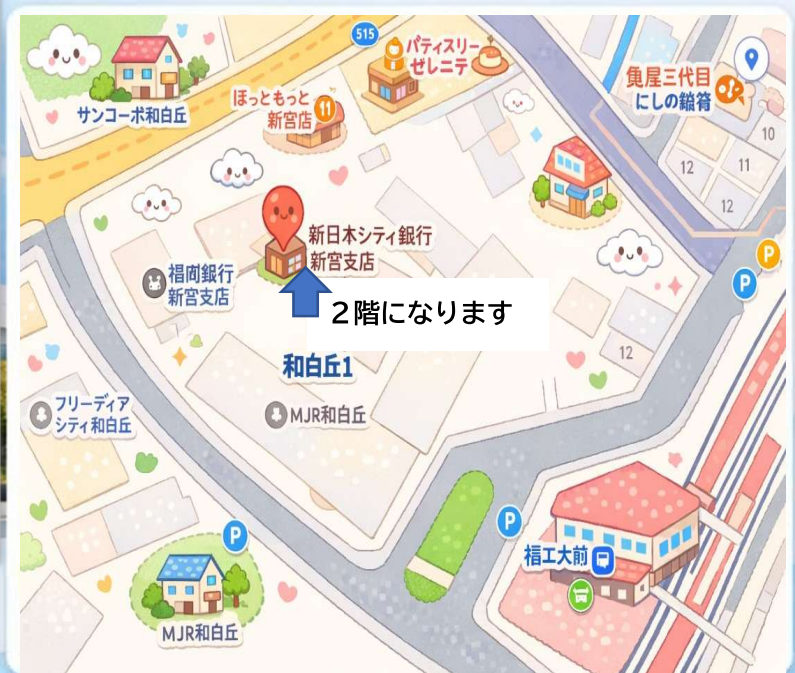 515
パティスリー
ゼレニテ
サンコーポ和白丘
ほっともっと
新宮店
亀屋三代目
にしの鎰符
10
12
11
12
新日本シティ銀行
新宮支店
福岡銀行
新宮支店
P
P
2階になります
和白丘1
12
フリーディア
シティ和白丘
MJR和白丘
P
P
福工大前
MJR和白丘